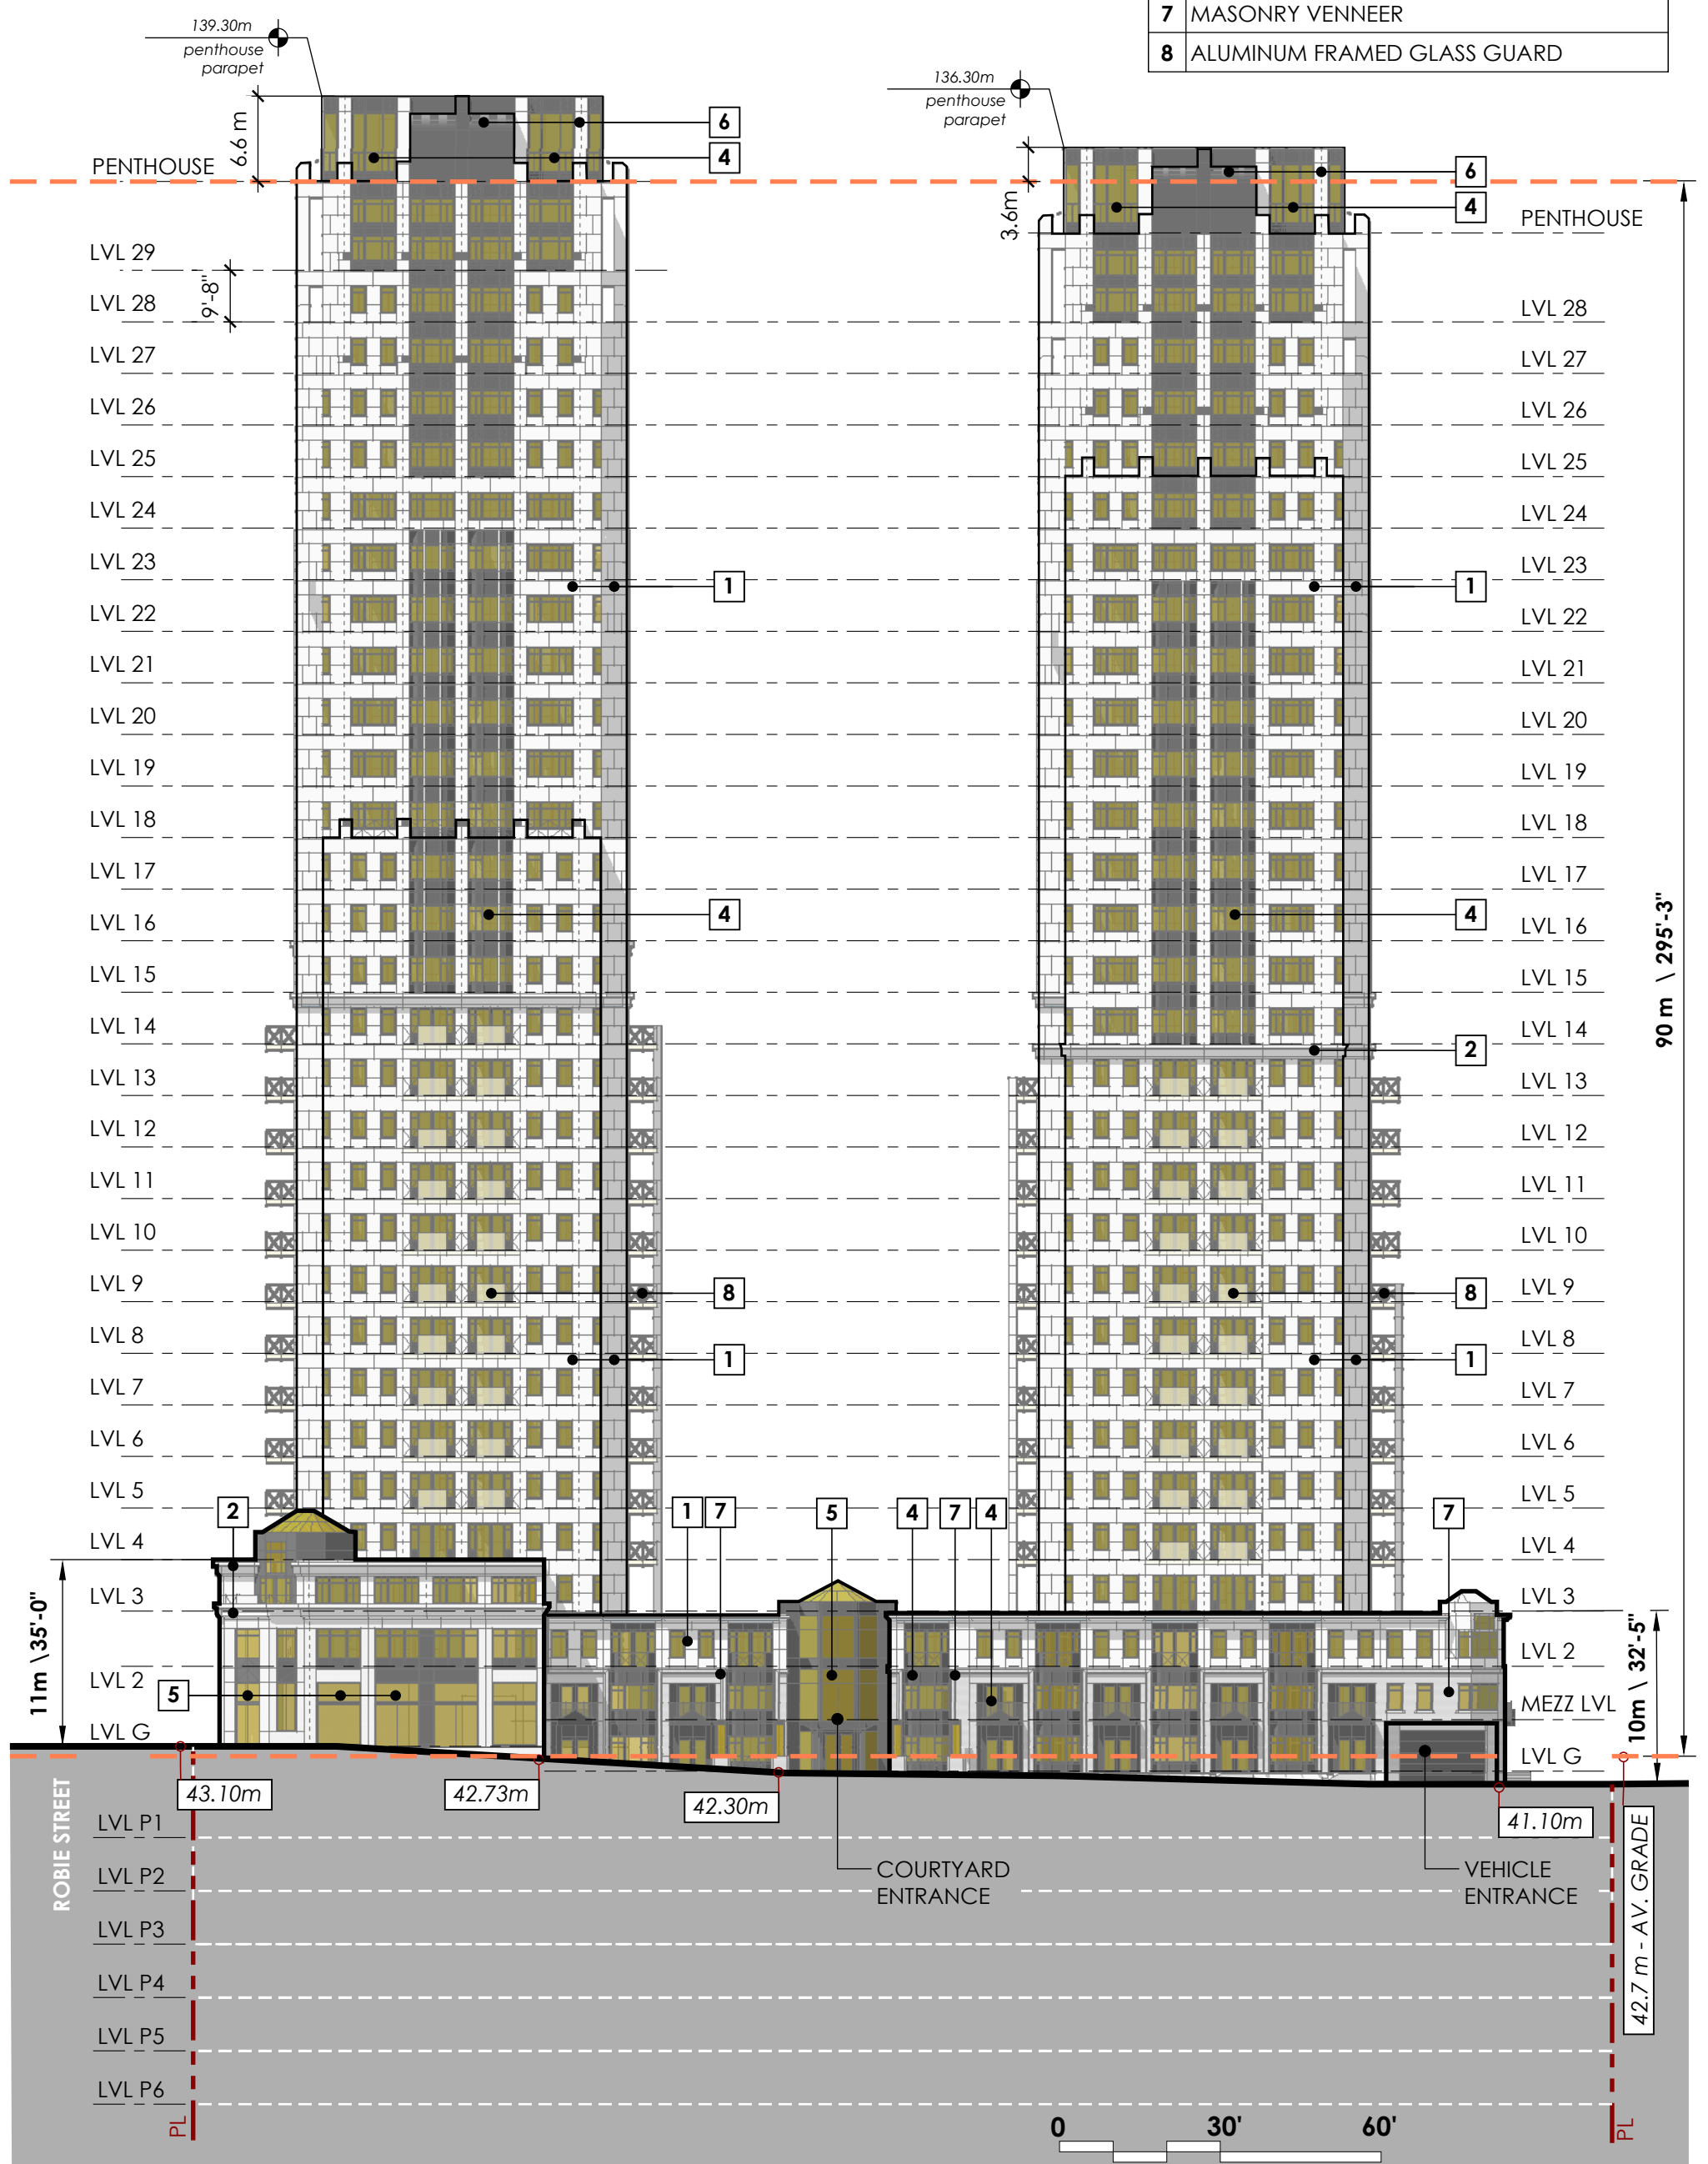 7 MASONRY VENNEER
8 ALUMINUM FRAMED GLASS GUARD
139.30m
penthouse
parapet
136.30m
penthouse
parapet
6.6 m
6
4
PENTHOUSE
3.6m
6
4
PENTHOUSE
LVL 29
9'-8"
LVL 28
LVL 28
LVL 27
LVL 27
LVL 26
LVL 26
LVL 25
LVL 25
LVL 24
LVL 24
LVL 23
LVL 23
1
1
LVL 22
LVL 22
LVL 21
LVL 21
LVL 20
LVL 20
LVL 19
LVL 19
LVL 18
LVL 18
LVL 17
LVL 17
4
4
LVL 16
LVL 16
LVL 15
LVL 15
LVL 14
LVL 14
2
90 m \ 295'-3"
LVL 13
LVL 13
LVL 12
LVL 12
LVL 11
LVL 11
LVL 10
LVL 10
LVL 9
8
8
LVL 9
LVL 8
LVL 8
1
1
LVL 7
LVL 7
LVL 6
LVL 6
LVL 5
LVL 5
2
1
7
5
4
7
4
7
LVL 4
LVL 4
LVL 3
LVL 3
11m \35'-0"
10m \ 32'-5"
LVL 2
LVL 2
5
MEZZ LVL
LVL G
LVL G
43.10m
42.73m
42.30m
41.10m
42.7 m - AV. GRADE
ROBIE STREET
LVL P1
COURTYARD
ENTRANCE
VEHICLE
ENTRANCE
LVL P2
LVL P3
LVL P4
LVL P5
LVL P6
PL
PL
0 30' 60'